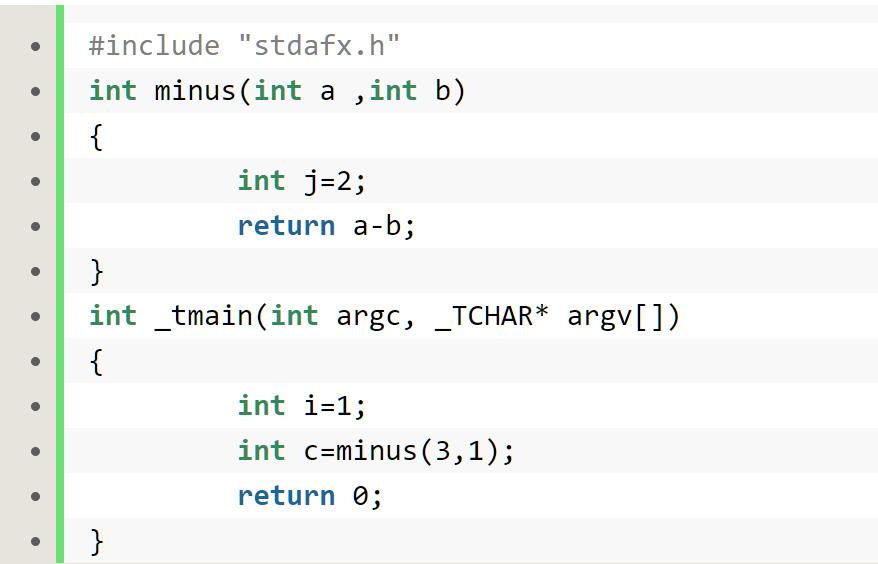 #include "stdafx.h"
int minus(int a ,int b)
{
int j=2;
return a-b;
}
int _tmain(int argc, _TCHAR* argv[])
{
int i=1;
int c=minus(3,1);
return 0;
}